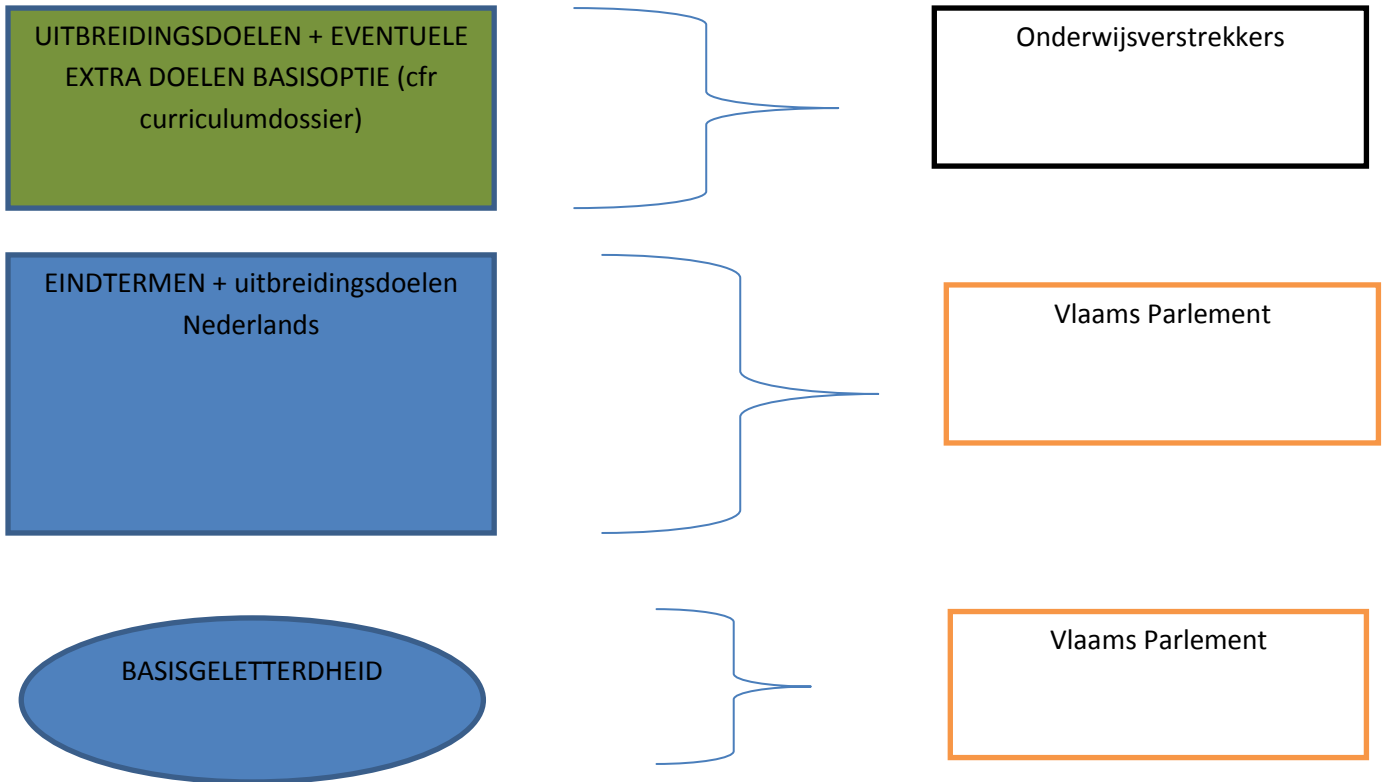 UITBREIDINGSDOELEN + EVENTUELE
EXTRA DOELEN BASISOPTIE (cfr
curriculumdossier)
Onderwijsverstrekkers
EINDTERMEN + uitbreidingsdoelen
Nederlands
Vlaams Parlement
BASISGELETTERDHEID
Vlaams Parlement